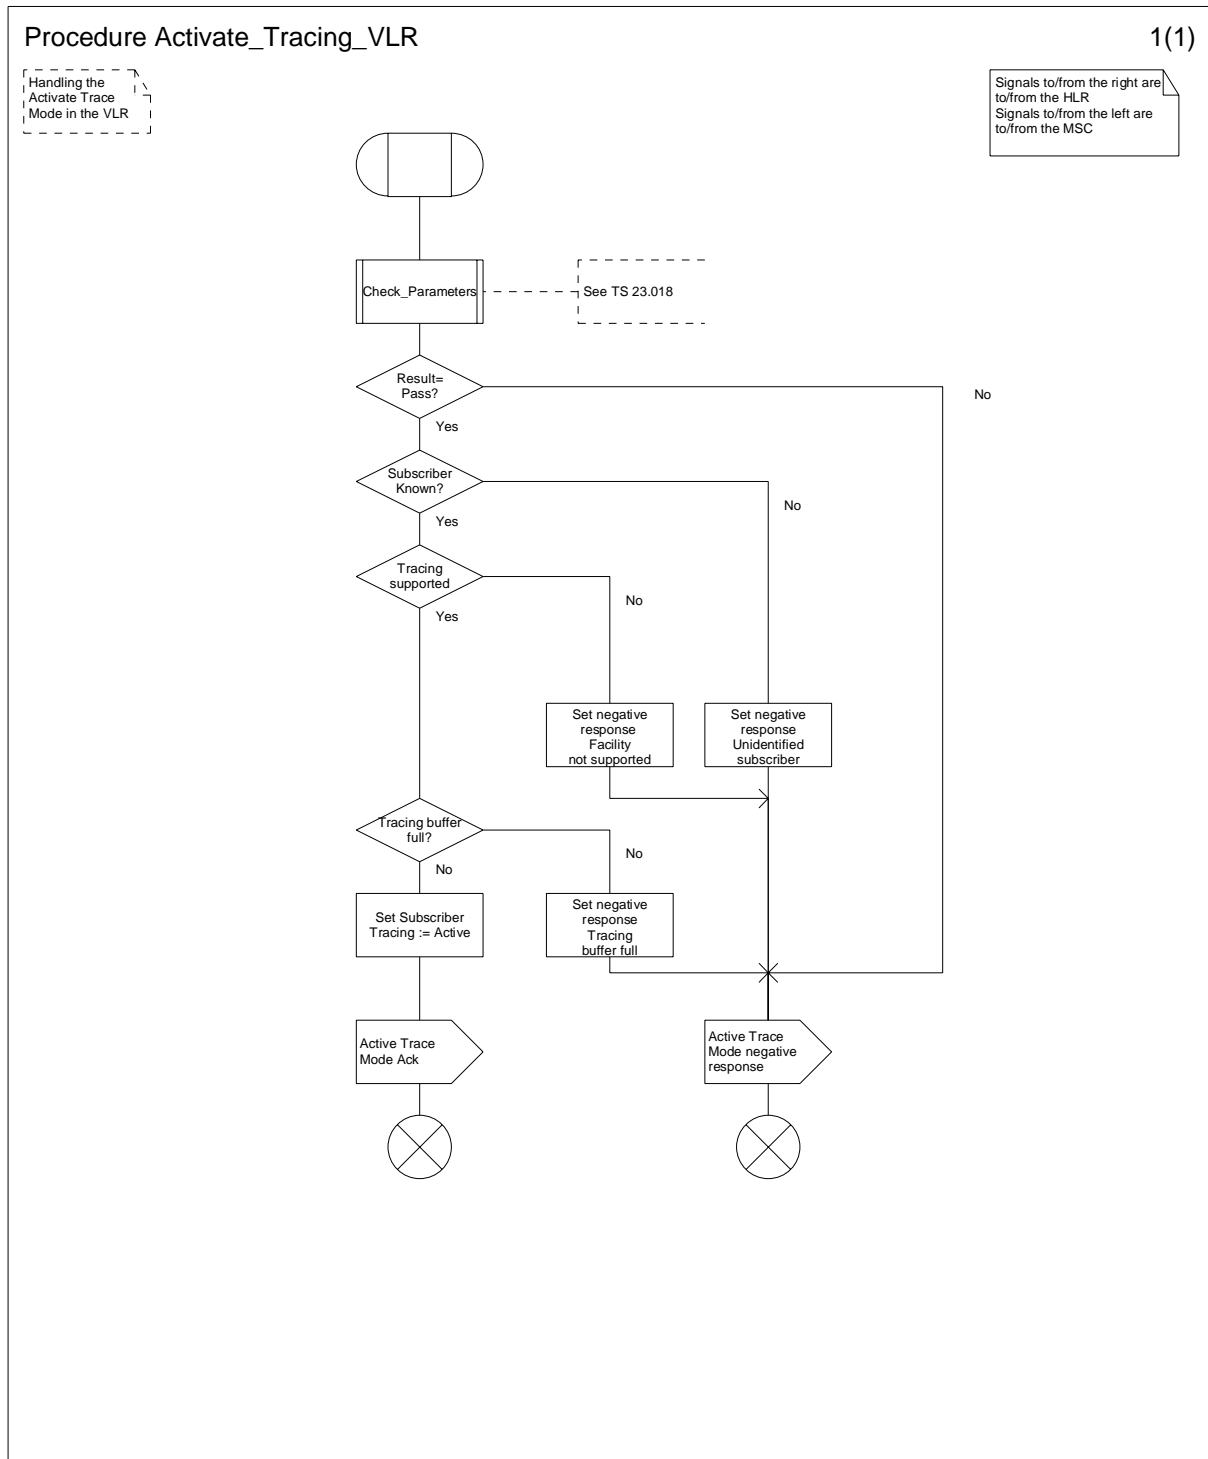 Procedure Activate_Tracing_VLR
1(1)
Handling the
Activate Trace
Mode in the VLR
Signals to/from the right are
to/from the HLR
Signals to/from the left are
to/from the MSC
Check_Parameters
See TS 23.018
Result=
Pass?
No
Yes
Subscriber
Known?
No
Yes
Tracing
supported
No
Yes
Set negative
response
Facility
not supported
Set negative
response
Unidentified
subscriber
Tracing buffer
full?
No
No
Set Subscriber
Tracing := Active
Set negative
response
Tracing
buffer full
Active Trace
Mode Ack
Active Trace
Mode negative
response